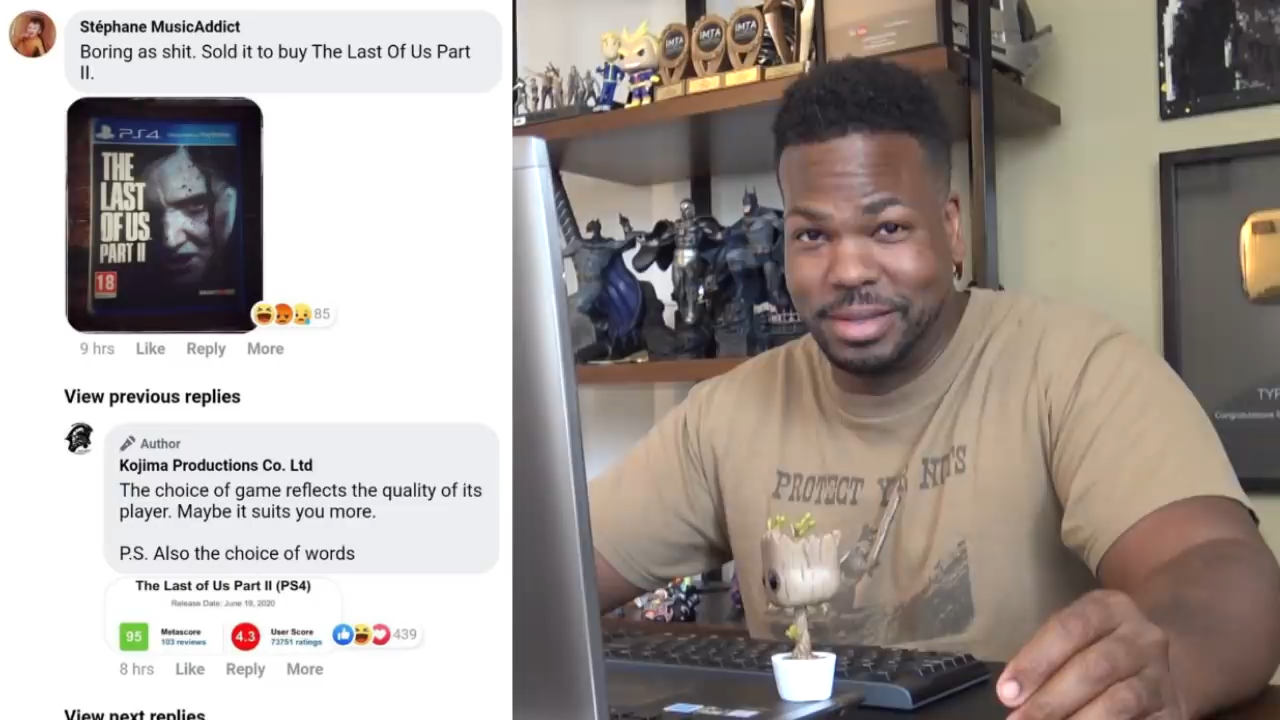 Stéphane MusicAddict
Boring as shit. Sold it to buy The Last Of Us Part
II.
PS4
THE
LAST
OF US
PART II
18
85
9 hrs Like Reply More
View previous replies
Author
Kojima Productions Co. Ltd
The choice of game reflects the quality of its
player. Maybe it suits you more.
P.S. Also the choice of words
The Last of Us Part II (PS4)
Release Date: June 19, 2020
95 Metascore 4.3 User Score
103 reviews 73751 ratings
439
8 hrs Like Reply More
View next replies
IMTA
IMTA
IMTA
PROTECT YA NUTS